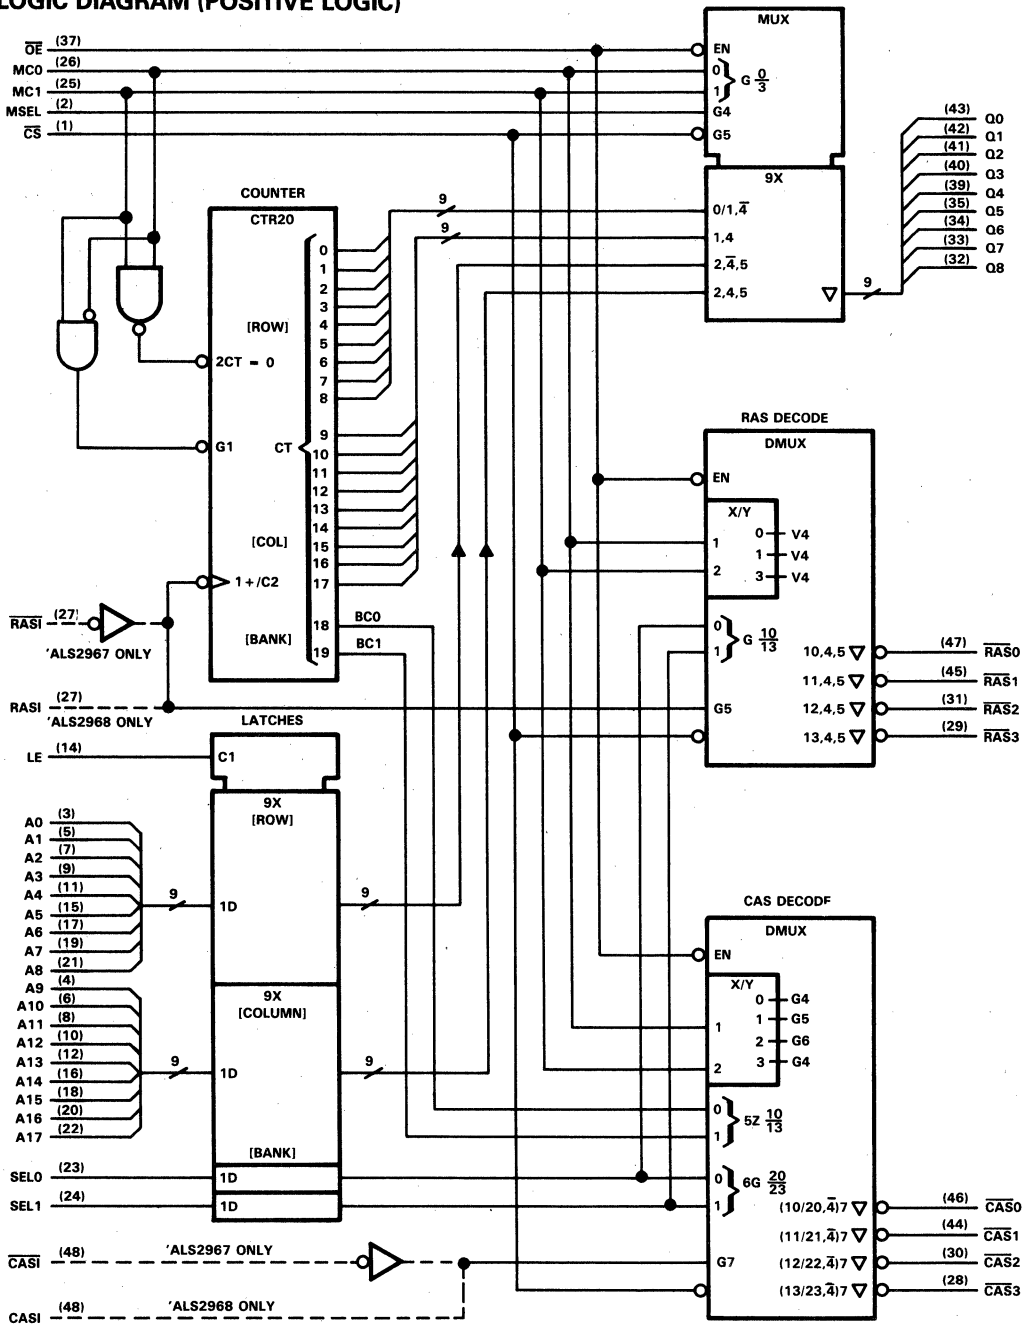 LOGIC DIAGRAM (POSITIVE LOGIC)
OE (37)
MC0 (26)
MC1 (25)
MSEL (2)
CS (1)
MUX
EN
0
1
G 0/3
G4
G5
9X
0/1,4̅
1,4
2,4̅,5
2,4,5
▽
9
9
9
(43) Q0
(42) Q1
(41) Q2
(40) Q3
(39) Q4
(35) Q5
(34) Q6
(33) Q7
(32) Q8
COUNTER
CTR20
[ROW]
2CT = 0
G1
CT
[COL]
1+/C2
[BANK]
0
1
2
3
4
5
6
7
8
9
10
11
12
13
14
15
16
17
18 BC0
19 BC1
R̅A̅S̅I̅ (27)
'ALS2967 ONLY
RASI (27)
'ALS2968 ONLY
RAS DECODE
DMUX
EN
X/Y
1
2
0 V4
1 V4
3 V4
0
1
G 10/13
G5
10,4,5 ▽ (47) R̅A̅S̅0̅
11,4,5 ▽ (45) R̅A̅S̅1̅
12,4,5 ▽ (31) R̅A̅S̅2̅
13,4,5 ▽ (29) R̅A̅S̅3̅
LATCHES
LE (14)
C1
9X
[ROW]
1D
9
9
9X
[COLUMN]
1D
9
9
[BANK]
1D
1D
A0 (3)
A1 (5)
A2 (7)
A3 (9)
A4 (11)
A5 (15)
A6 (17)
A7 (19)
A8 (21)
A9 (4)
A10 (6)
A11 (8)
A12 (10)
A13 (12)
A14 (16)
A15 (18)
A16 (20)
A17 (22)
SEL0 (23)
SEL1 (24)
C̅A̅S̅I̅ (48) 'ALS2967 ONLY
CASI (48) 'ALS2968 ONLY
CAS DECODF
DMUX
EN
X/Y
1
2
0 G4
1 G5
2 G6
3 G4
0
1
5Z 10/13
0
1
6G 20/23
G7
(10/20,4̅)7 ▽ (46) C̅A̅S̅0̅
(11/21,4̅)7 ▽ (44) C̅A̅S̅1̅
(12/22,4̅)7 ▽ (30) C̅A̅S̅2̅
(13/23,4̅)7 ▽ (28) C̅A̅S̅3̅